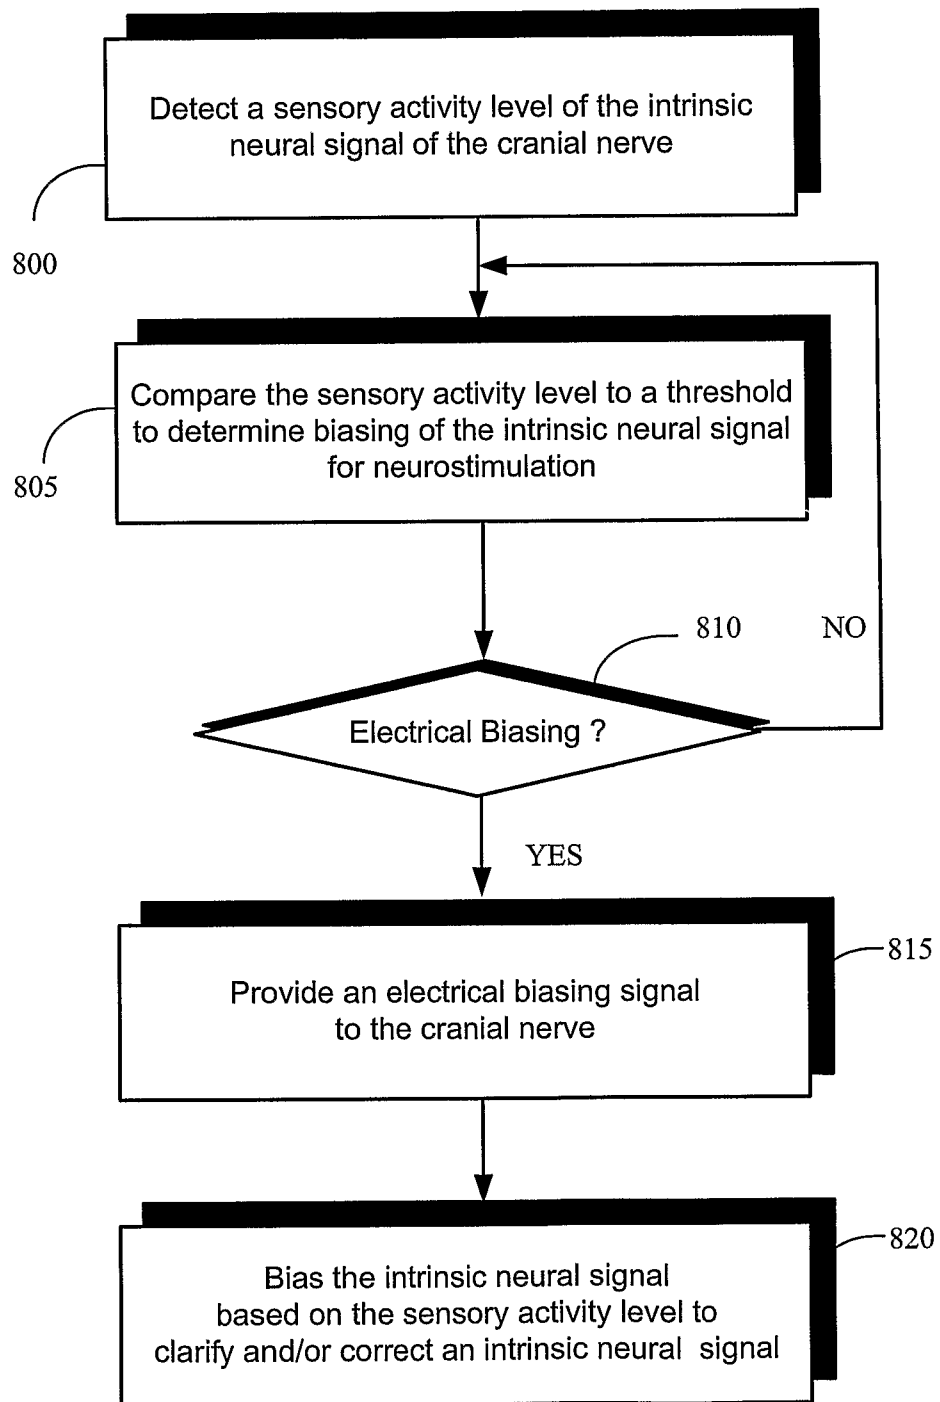 Detect a sensory activity level of the intrinsic
neural signal of the cranial nerve
800
Compare the sensory activity level to a threshold
to determine biasing of the intrinsic neural signal
for neurostimulation
805
810
NO
Electrical Biasing ?
YES
815
Provide an electrical biasing signal
to the cranial nerve
820
Bias the intrinsic neural signal
based on the sensory activity level to
clarify and/or correct an intrinsic neural signal